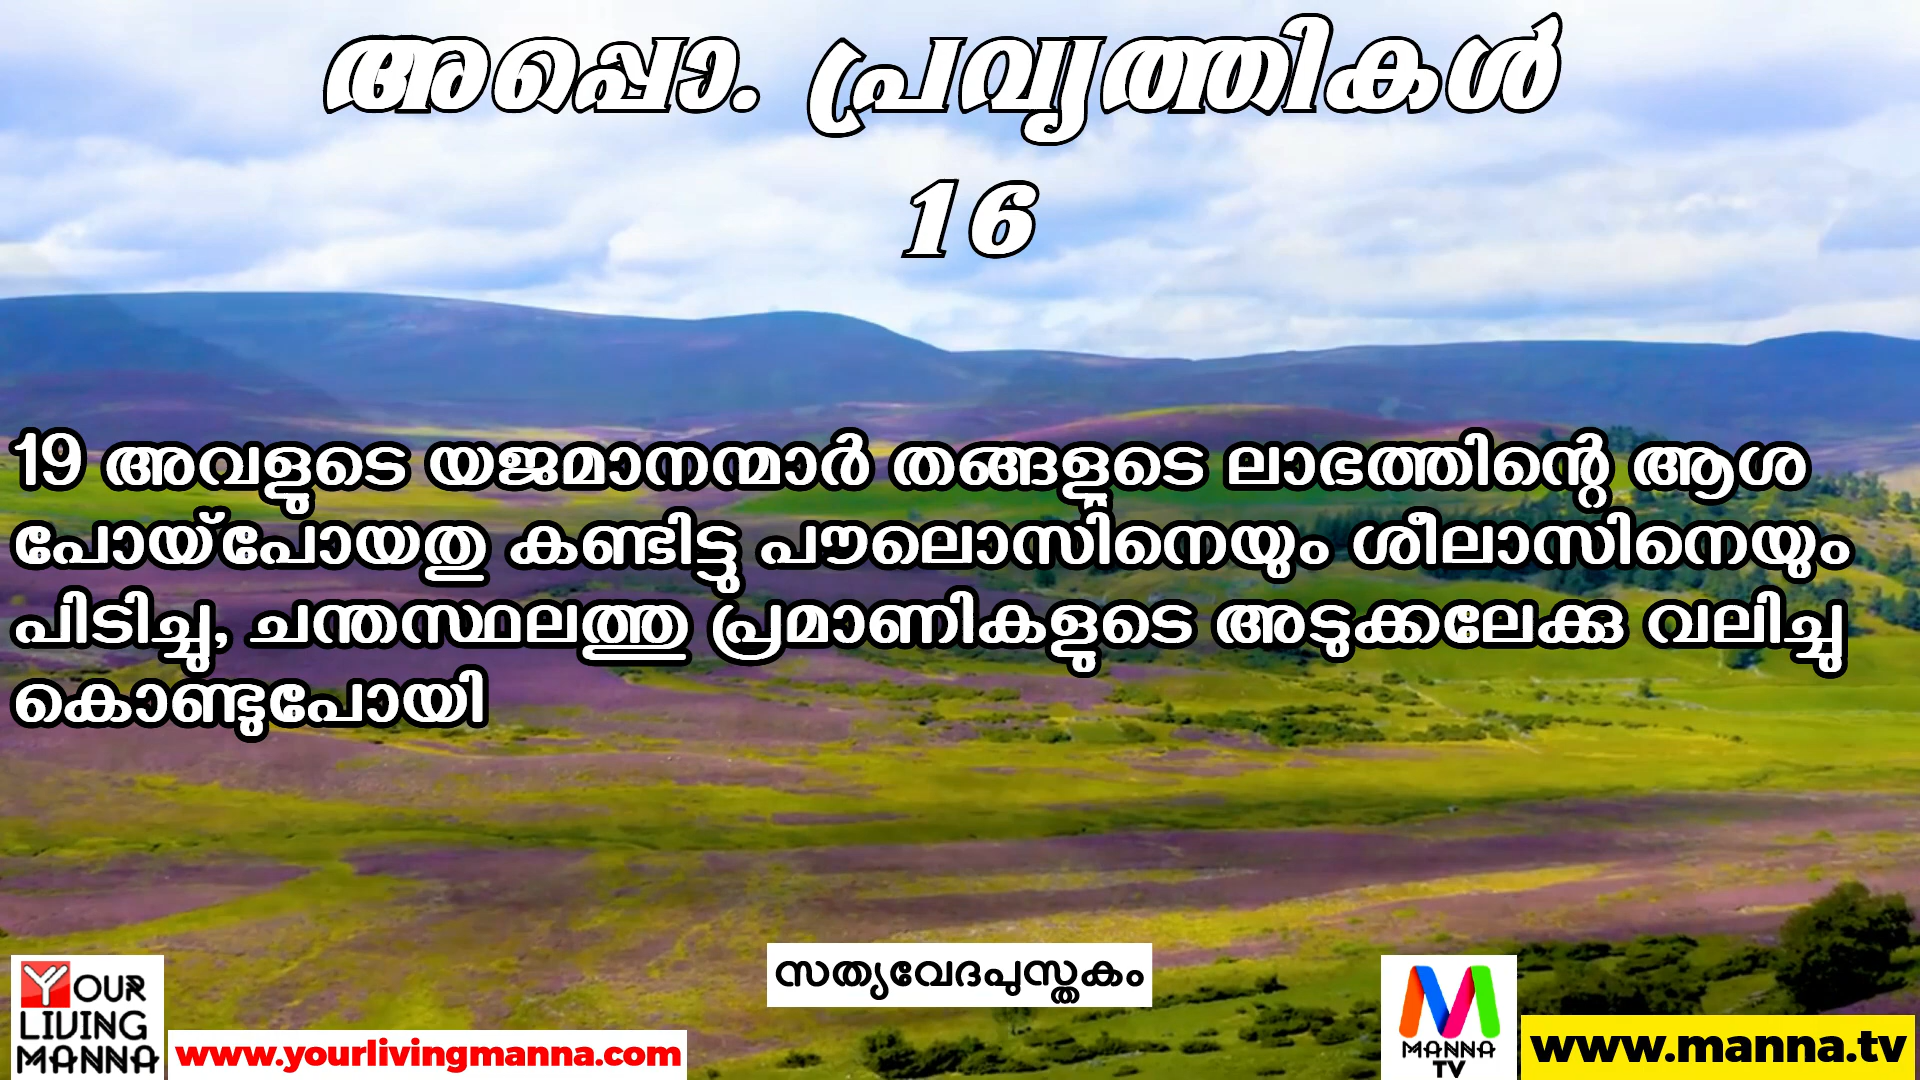 അപ്പൊ. പ്രവൃത്തികൾ
16
19 അവളുടെ യജമാനന്മാർ തങ്ങളുടെ ലാഭത്തിന്റെ ആശ
പോയ്പോയതു കണ്ടിട്ടു പൗലൊസിനെയും ശീലാസിനെയും
പിടിച്ചു, ചന്തസ്ഥലത്തു പ്രമാണികളുടെ അടുക്കലേക്കു വലിച്ചു
കൊണ്ടുപോയി
സത്യവേദപുസ്തകം
YOUR
LIVING
MANNA
www.yourlivingmanna.com
MANNA
TV
www.manna.tv